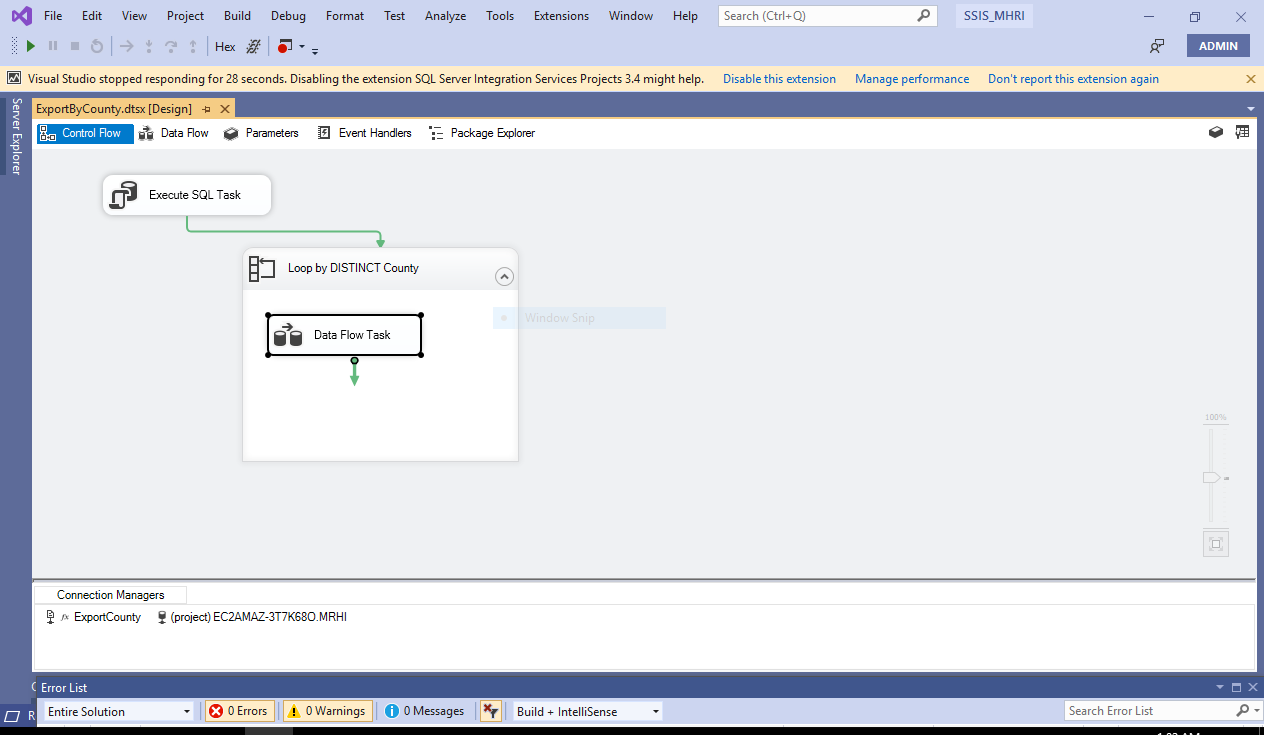 File Edit View Project Build Debug Format Test Analyze Tools Extensions Window Help Search (Ctrl+Q) SSIS_MHRI
Hex ADMIN
Visual Studio stopped responding for 28 seconds. Disabling the extension SQL Server Integration Services Projects 3.4 might help. Disable this extension Manage performance Don't report this extension again
Server Explorer
ExportByCounty.dtsx [Design]
Control Flow Data Flow Parameters Event Handlers Package Explorer
Execute SQL Task
Loop by DISTINCT County
Window Snip
Data Flow Task
100%
Connection Managers
fx ExportCounty (project) EC2AMAZ-3T7K68O.MRHI
Error List
Entire Solution 0 Errors 0 Warnings 0 Messages Build + IntelliSense Search Error List